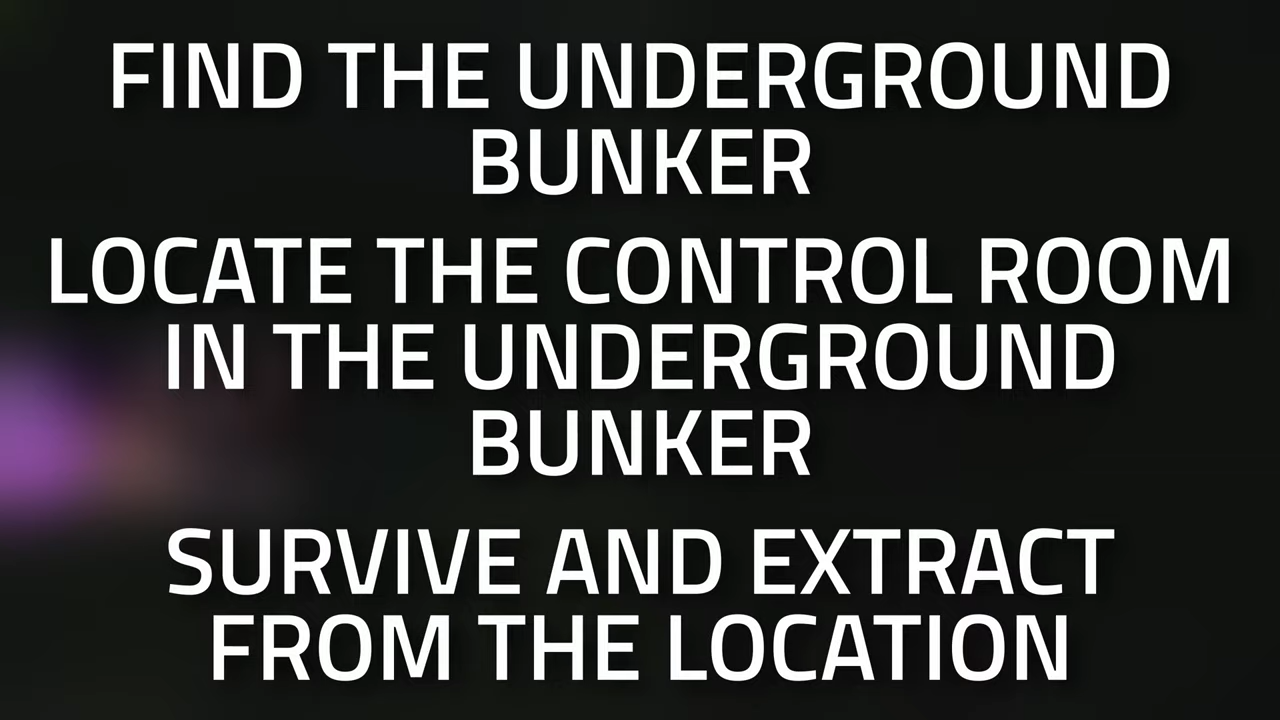 FIND THE UNDERGROUND
BUNKER
LOCATE THE CONTROL ROOM
IN THE UNDERGROUND
BUNKER
SURVIVE AND EXTRACT
FROM THE LOCATION